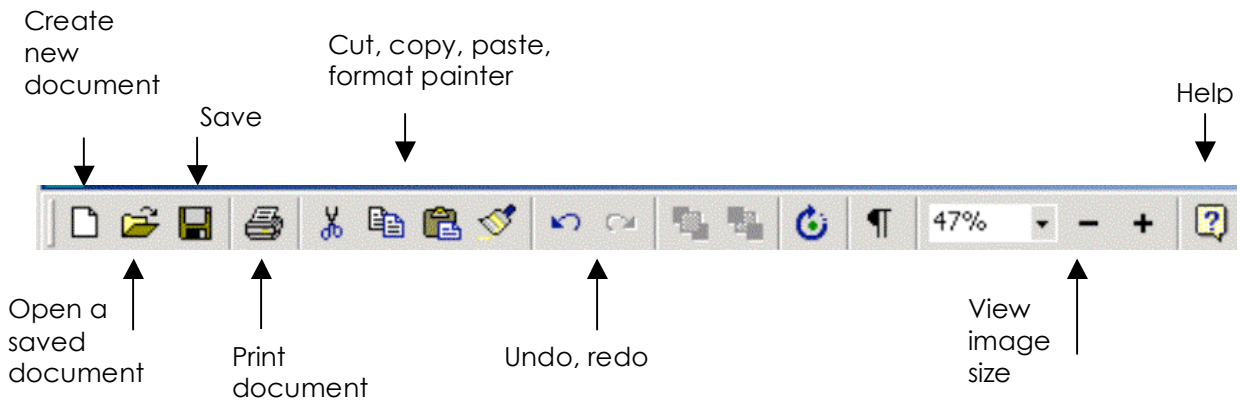 Create
new
document
Save
Cut, copy, paste,
format painter
Help
47%
Open a
saved
document
Print
document
Undo, redo
View
image
size